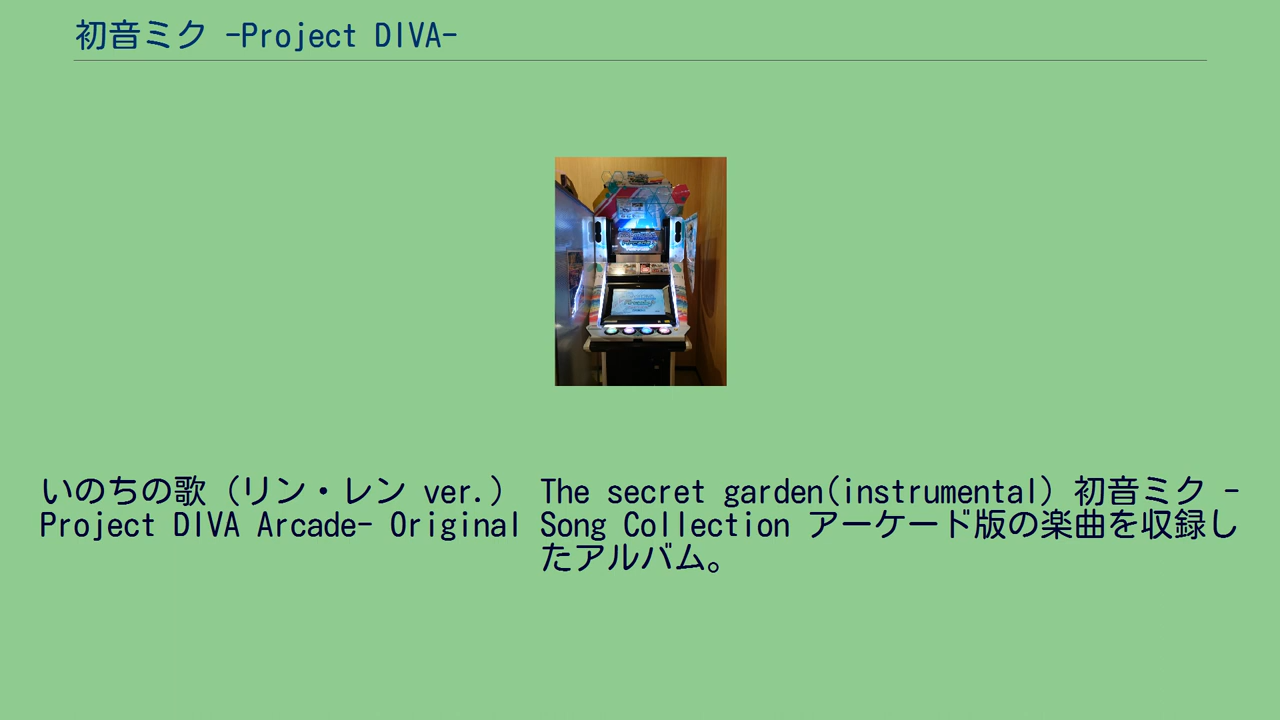 初音ミク -Project DIVA-
いのちの歌（リン・レン ver.） The secret garden(instrumental) 初音ミク -
Project DIVA Arcade- Original Song Collection アーケード版の楽曲を収録し
たアルバム。